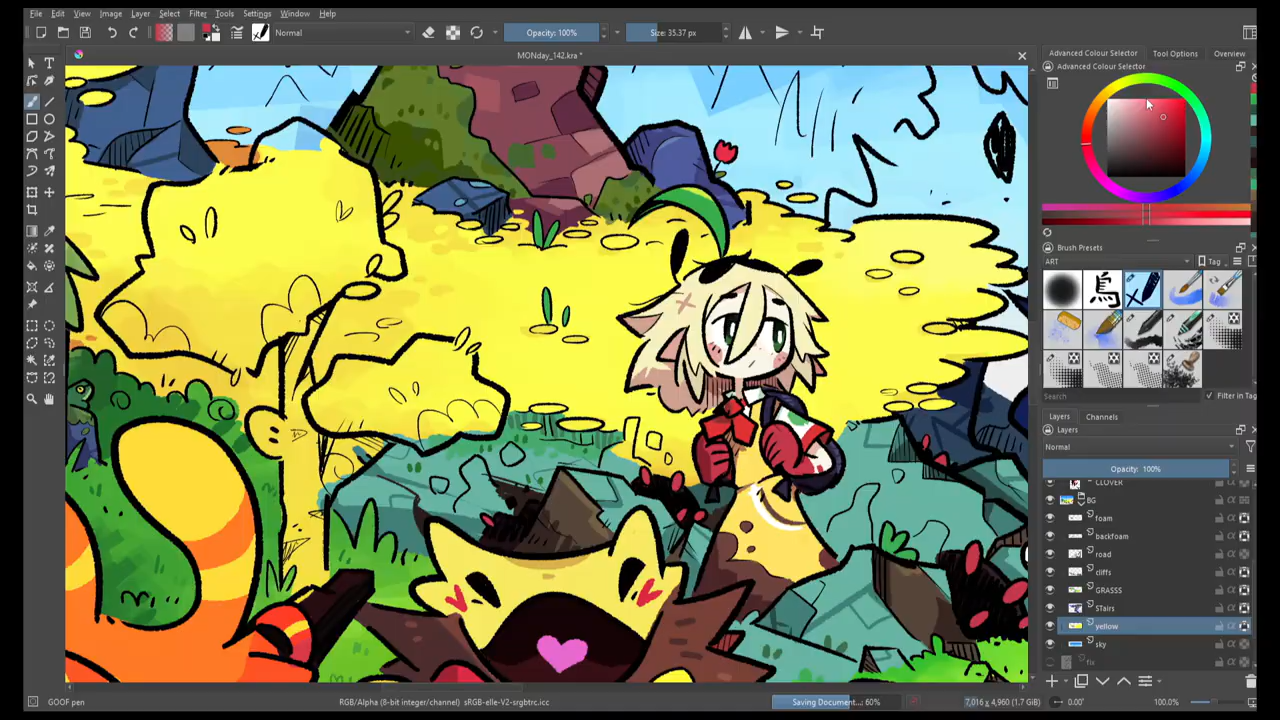 File Edit View Image Layer Select Filter Tools Settings Window Help
Normal Opacity: 100% Size: 35.37 px
MONday_142.kra *
Advanced Colour Selector Tool Options Overview
Advanced Colour Selector
Brush Presets
ART Tag
鳥
Search Filter in Tag
Layers Channels
Layers
Normal
Opacity: 100%
CLOVER
BG
foam
backfoam
road
cliffs
GRASSS
STairs
yellow
sky
fix
GOOF pen RGB/Alpha (8-bit integer/channel) sRGB-elle-V2-srgbtrc.icc Saving Document...: 60% 7,016 x 4,960 (1.7 GiB) 0.00° 100.0%